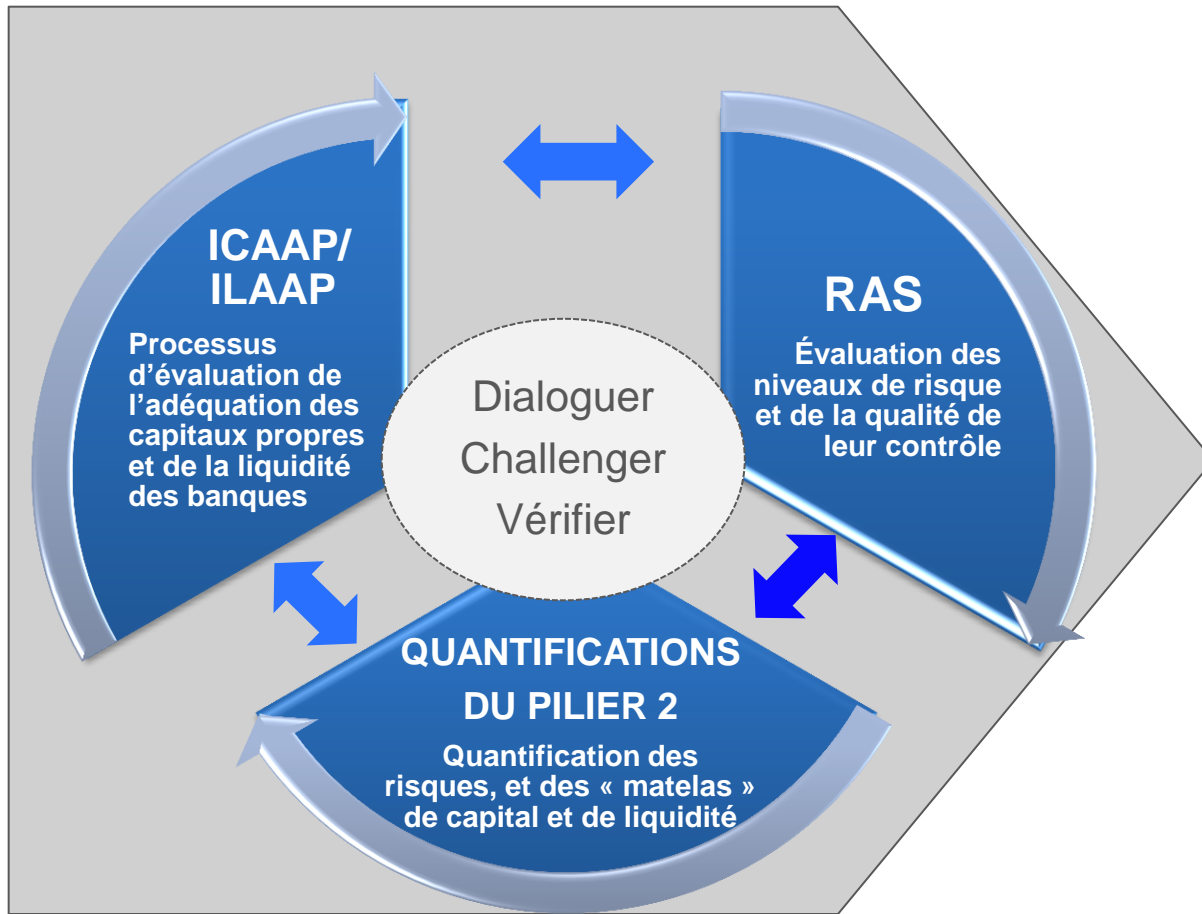 ICAAP/
ILAAP
Processus
d’évaluation de
l’adéquation des
capitaux propres
et de la liquidité
des banques
RAS
Évaluation des
niveaux de risque
et de la qualité de
leur contrôle
Dialoguer
Challenger
Vérifier
QUANTIFICATIONS
DU PILIER 2
Quantification des
risques, et des « matelas »
de capital et de liquidité